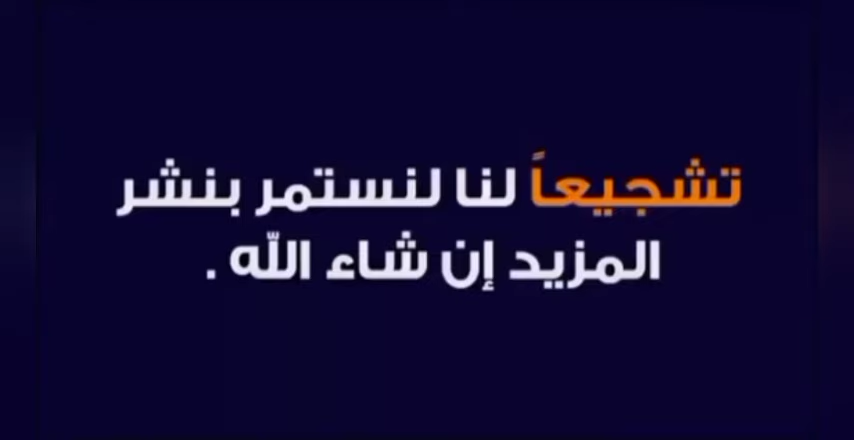 تشجيعاً لنا لنستمر بنشر
المزيد إن شاء الله .